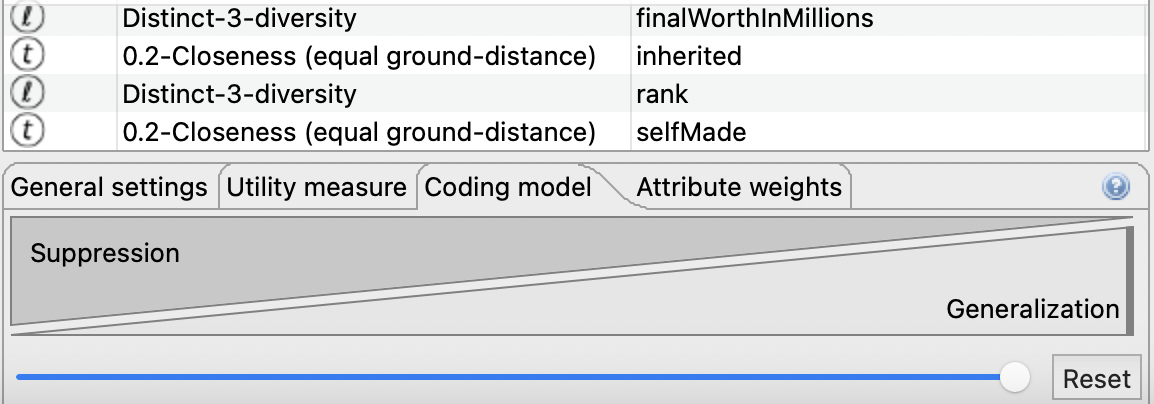 ℓ Distinct-3-diversity finalWorthInMillions
t 0.2-Closeness (equal ground-distance) inherited
ℓ Distinct-3-diversity rank
t 0.2-Closeness (equal ground-distance) selfMade
General settings Utility measure Coding model Attribute weights ?
Suppression
Generalization
Reset